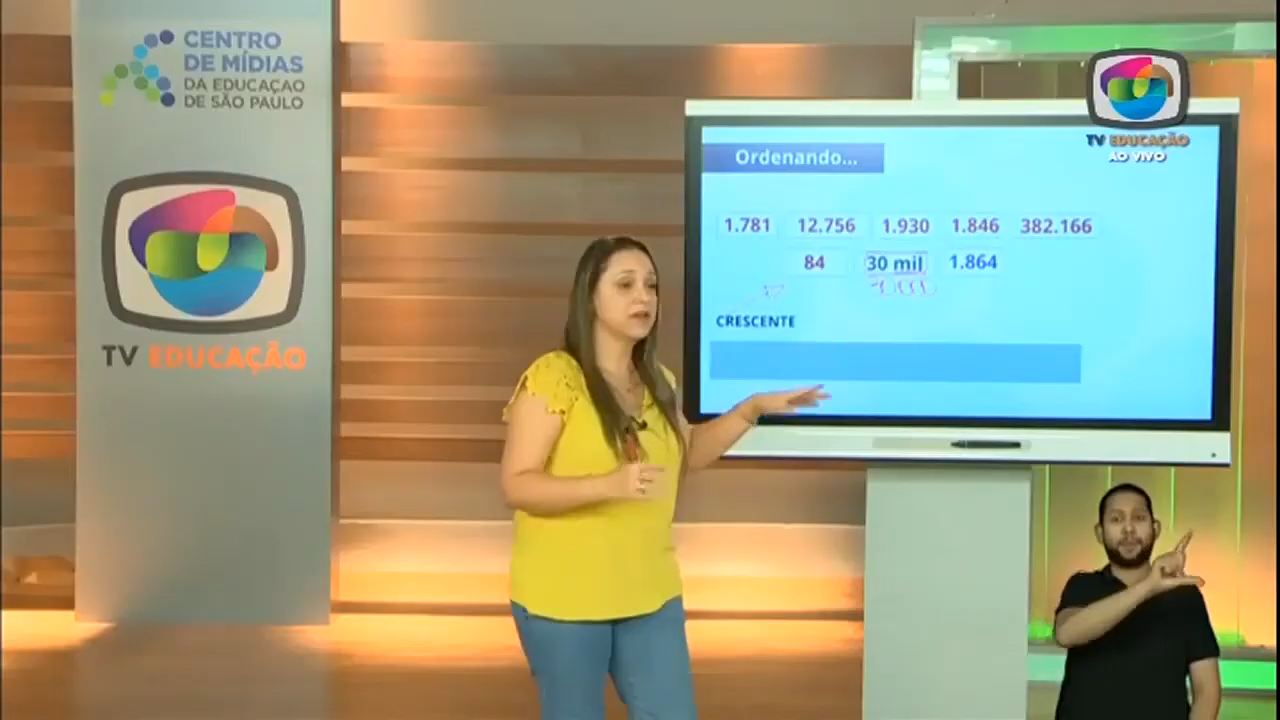 CENTRO
DE MÍDIAS
DA EDUCAÇAO
DE SÃO PAULO
TV EDUCAÇÃO
TV EDUCAÇÃO
AO VIVO
Ordenando...
1.781 12.756 1.930 1.846 382.166
84 30 mil 1.864
CRESCENTE